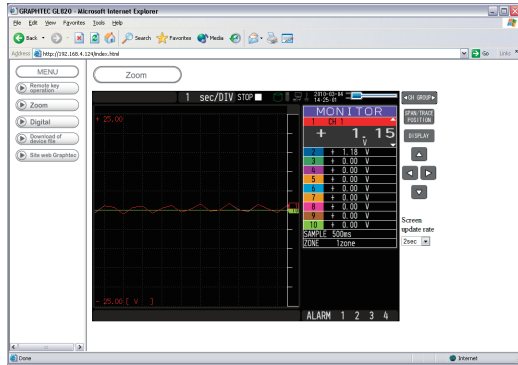 GRAPHTEC GL820 - Microsoft Internet Explorer
File Edit View Favorites Tools Help
Back Search Favorites Media
Address http://192.168.4.124/index.html Go Links
MENU
Remote key operation
Zoom
Digital
Download of device file
Site web Graphtec
Zoom
1 sec/DIV STOP 2010-03-04 14-25-01
+ 25.00
- 25.00 [ V ]
MONITOR
1 CH 1
+ 1. 15
V
2 + 1.18 V
3 + 0.00 V
4 + 0.00 V
5 + 0.00 V
6 + 0.00 V
7 + 0.00 V
8 + 0.00 V
9 + 0.00 V
10 + 0.00 V
SAMPLE 500ms
ZONE 1zone
ALARM 1 2 3 4
CH GROUP
SPAN/TRACE
POSITION
DISPLAY
Screen
update rate
2sec
Done Internet